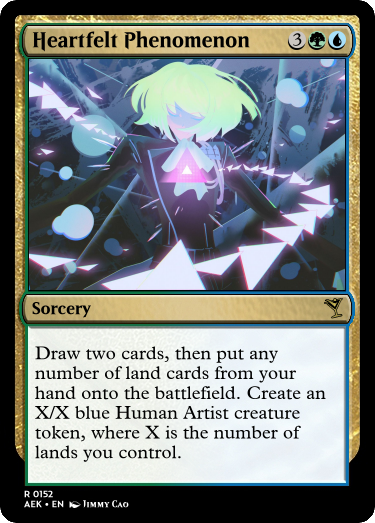 Heartfelt Phenomenon 3
Sorcery
Draw two cards, then put any
number of land cards from your
hand onto the battlefield. Create an
X/X blue Human Artist creature
token, where X is the number of
lands you control.
R 0152
AEK • EN Jimmy Cao